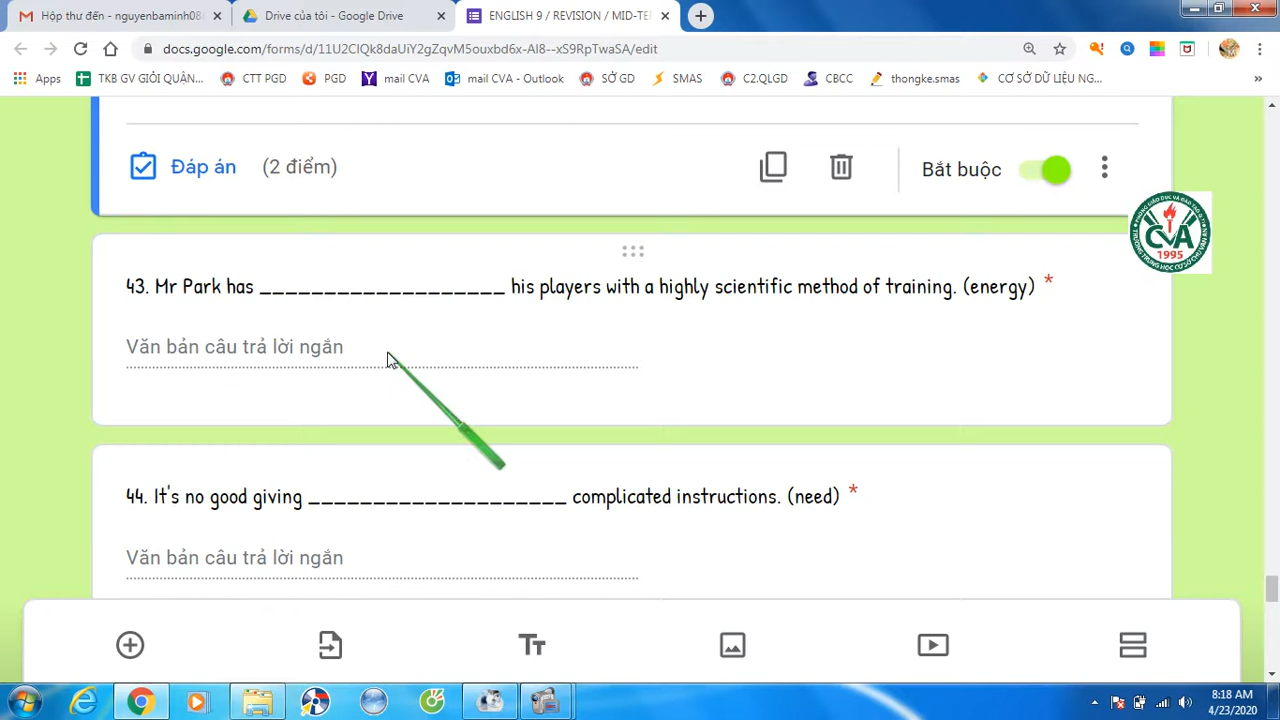 Hộp thư đến - nguyenbaminh08
Drive của tôi - Google Drive
ENGLISH 9 / REVISION / MID-TE
docs.google.com/forms/d/11U2ClQk8daUiY2gZqwM5otxbd6x-AI8--xS9RpTwaSA/edit
Apps
TKB GV GIỎI QUẬN...
CTT PGD
PGD
mail CVA
mail CVA - Outlook
SỞ GD
SMAS
C2.QLGD
CBCC
thongke.smas
CƠ SỞ DỮ LIỆU NG...
»
Đáp án (2 điểm)
Bắt buộc
CVA
1995
43. Mr Park has ___________________ his players with a highly scientific method of training. (energy) *
Văn bản câu trả lời ngắn
44. It's no good giving ____________________ complicated instructions. (need) *
Văn bản câu trả lời ngắn
Tт
8:18 AM
4/23/2020